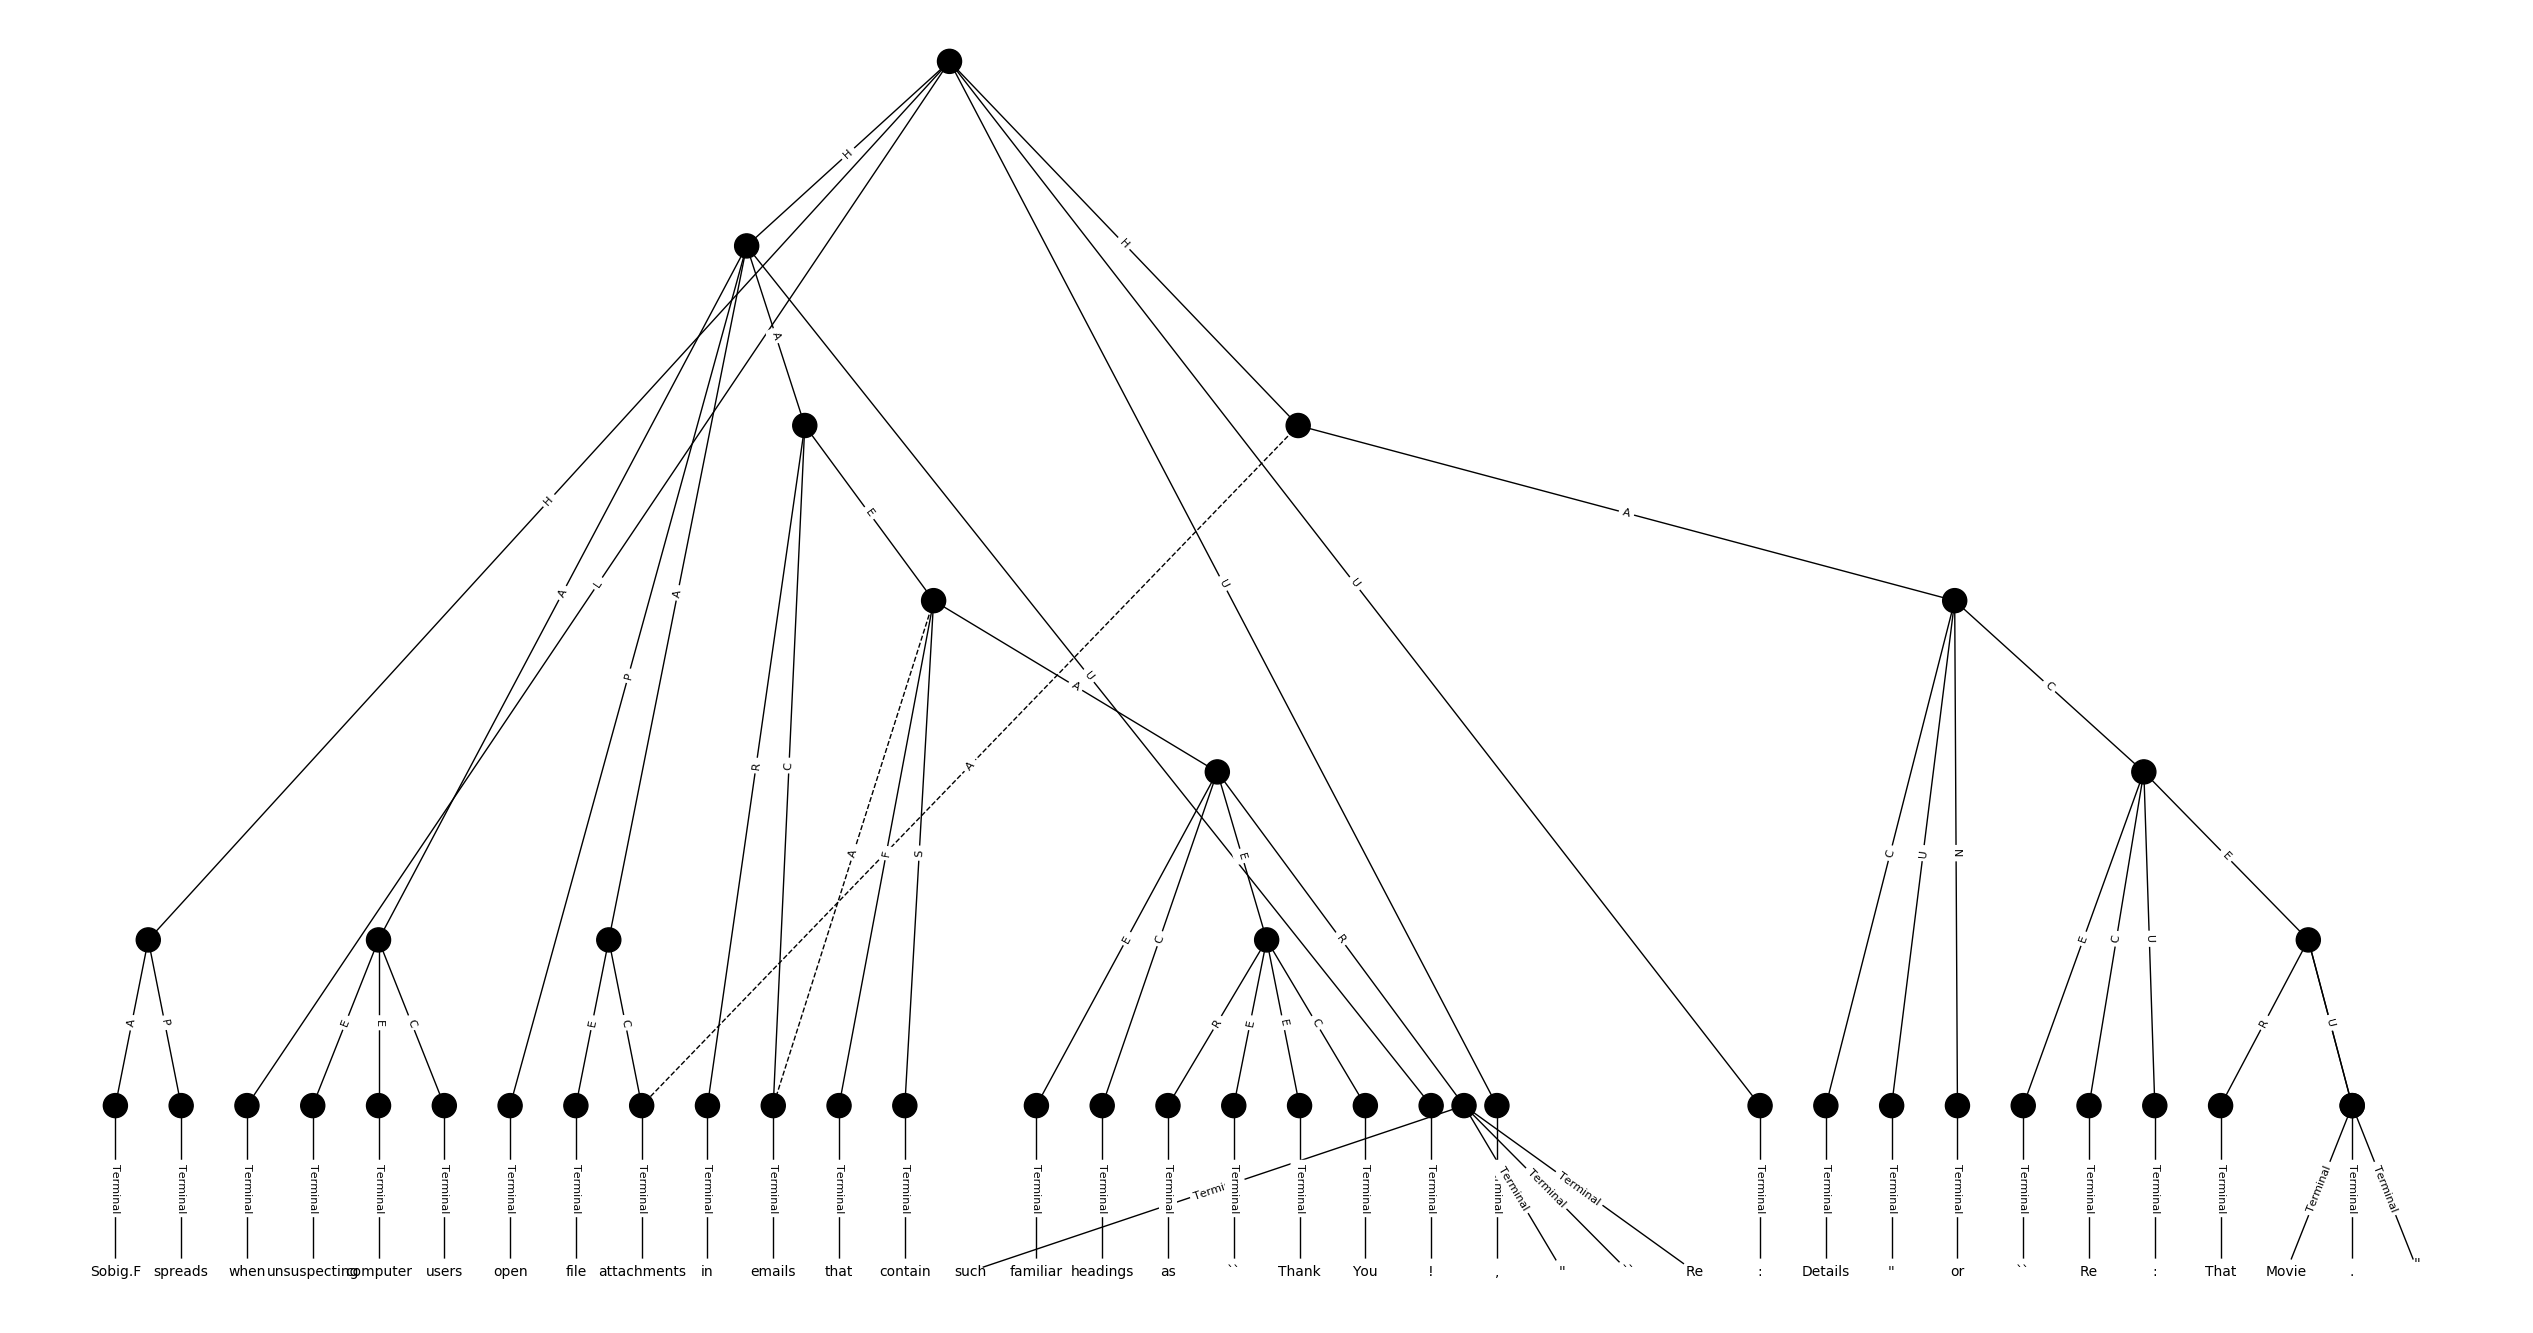 H
H
A
H
A
E
L
A
U
U
A
P
U
A
C
R
C
A
A
F
S
E
C
U
N
E
E
C
R
E
C
U
A
P
E
E
C
E
C
R
E
E
C
R
U
Terminal Terminal Terminal Terminal Terminal Terminal Terminal Terminal Terminal Terminal Terminal Terminal Terminal Terminal Terminal Terminal Terminal Terminal Terminal Terminal Terminal Terminal Terminal Terminal Terminal Terminal Terminal Terminal Terminal Terminal Terminal Terminal Terminal
Sobig.F spreads when unsuspecting computer users open file attachments in emails that contain such familiar headings as `` Thank You ! , " `` Re : Details " or `` Re : That Movie . "